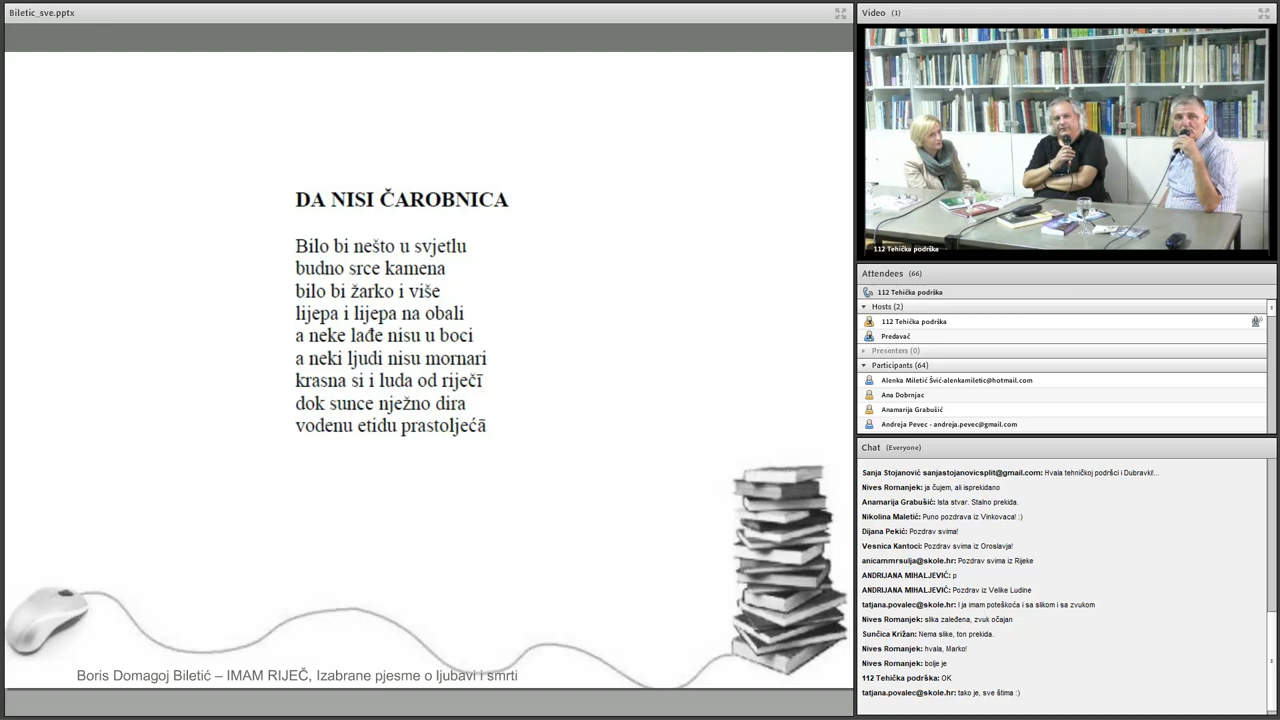 Biletic_sve.pptx
DA NISI ČAROBNICA
Bilo bi nešto u svjetlu
budno srce kamena
bilo bi žarko i više
lijepa i lijepa na obali
a neke lađe nisu u boci
a neki ljudi nisu mornari
krasna si i luda od riječī
dok sunce nježno dira
vodenu etidu prastoljećā
Boris Domagoj Biletić – IMAM RIJEČ, Izabrane pjesme o ljubavi i smrti
Video (1)
112 Tehička podrška
Attendees (66)
112 Tehička podrška
Hosts (2)
112 Tehička podrška
Predavač
Presenters (0)
Participants (64)
Alenka Miletić Švić-alenkamiletic@hotmail.com
Ana Dobrnjac
Anamarija Grabušić
Andreja Pevec - andreja.pevec@gmail.com
Chat (Everyone)
Sanja Stojanović sanjastojanovicsplit@gmail.com: Hvala tehničkoj podršci i Dubravki!...
Nives Romanjek: ja čujem, ali isprekidano
Anamarija Grabušić: Ista stvar. Stalno prekida.
Nikolina Maletić: Puno pozdrava iz Vinkovaca! :)
Dijana Pekić: Pozdrav svima!
Vesnica Kantoci: Pozdrav svima iz Oroslavja!
anicammrsulja@skole.hr: Pozdrav svima iz Rijeke
ANDRIJANA MIHALJEVIĆ: p
ANDRIJANA MIHALJEVIĆ: Pozdrav iz Velike Ludine
tatjana.povalec@skole.hr: I ja imam poteškoća i sa slikom i sa zvukom
Nives Romanjek: slika zaleđena, zvuk očajan
Sunčica Križan: Nema slike, ton prekida.
Nives Romanjek: hvala, Marko!
Nives Romanjek: bolje je
112 Tehička podrška: OK
tatjana.povalec@skole.hr: tako je, sve štima :)